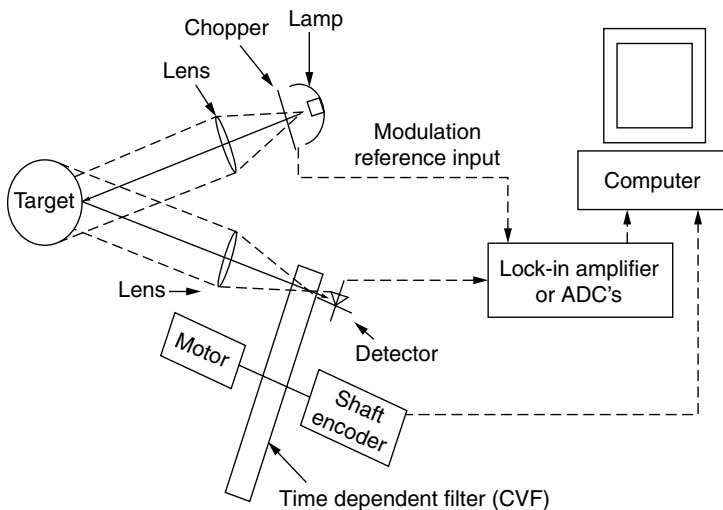 Lamp
Chopper
Lens
Modulation
reference input
Computer
Target
Lock-in amplifier
or ADC's
Lens
Detector
Motor
Shaft
encoder
Time dependent filter (CVF)